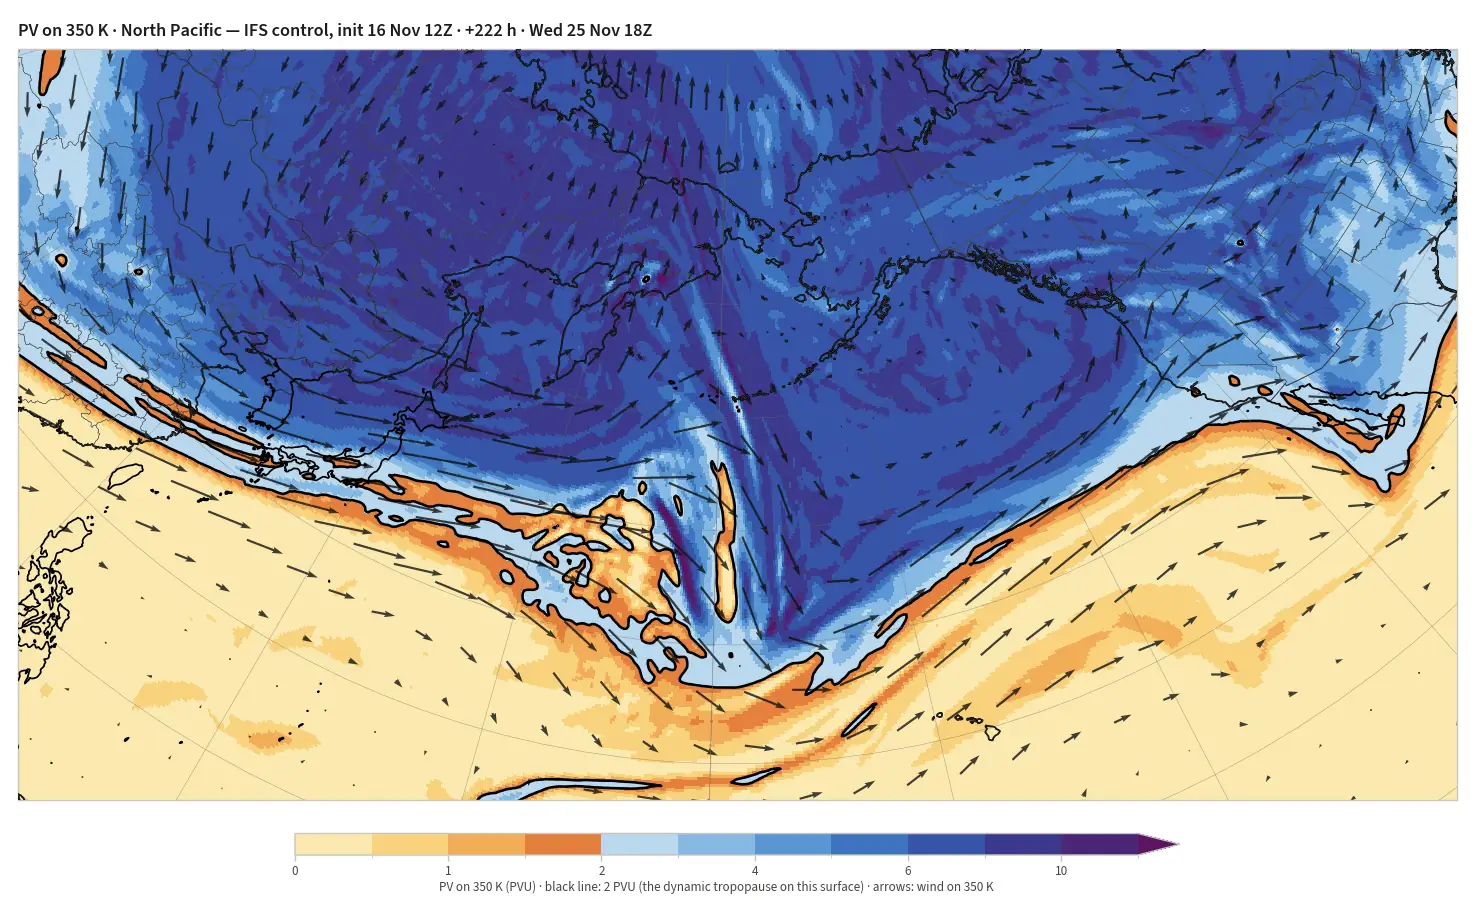 PV on 350 K · North Pacific — IFS control, init 16 Nov 12Z · +222 h · Wed 25 Nov 18Z
0 1 2 4 6 10
PV on 350 K (PVU) · black line: 2 PVU (the dynamic tropopause on this surface) · arrows: wind on 350 K